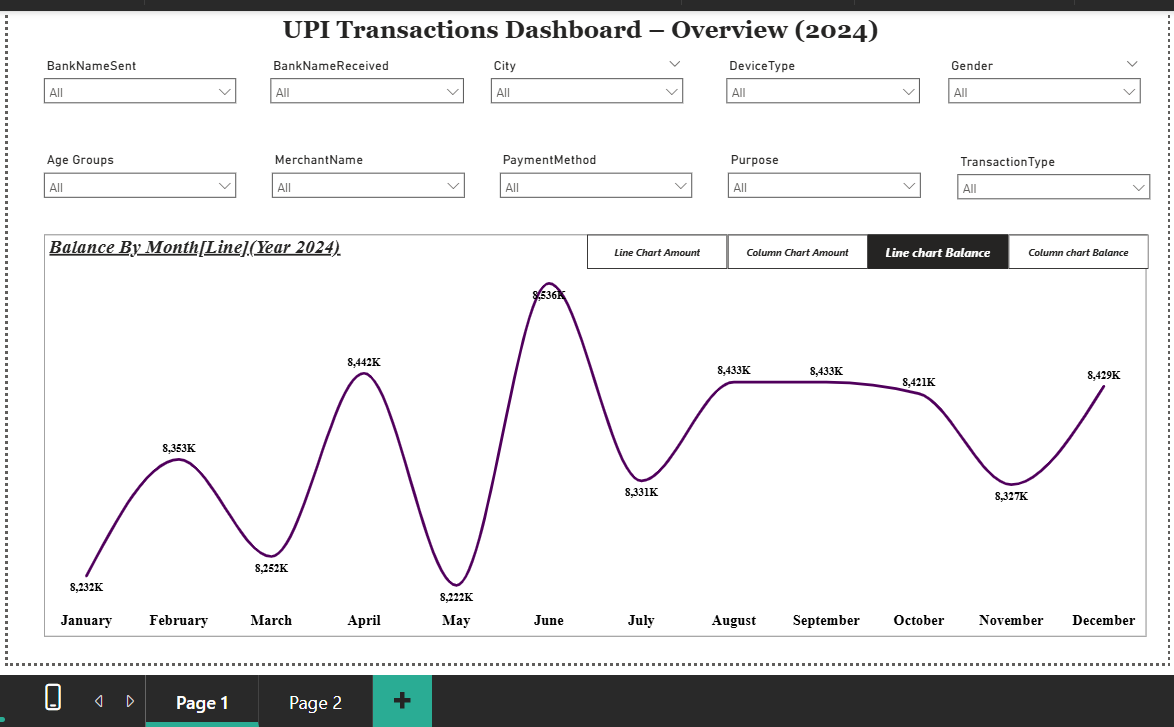 UPI Transactions Dashboard – Overview (2024)
BankNameSent BankNameReceived City DeviceType Gender
All All All All All
Age Groups MerchantName PaymentMethod Purpose TransactionType
All All All All All
Balance By Month[Line](Year 2024)
Line Chart Amount Column Chart Amount Line chart Balance Column chart Balance
8,536K
8,442K
8,433K 8,433K
8,429K
8,421K
8,353K
8,331K
8,327K
8,252K
8,232K
8,222K
January February March April May June July August September October November December
Page 1 Page 2 +